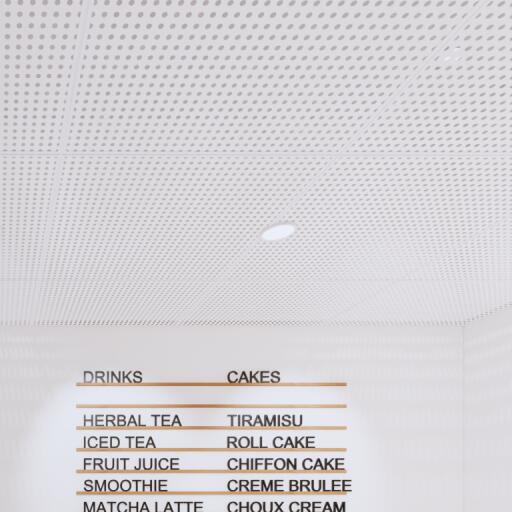 DRINKS CAKES
HERBAL TEA TIRAMISU
ICED TEA ROLL CAKE
FRUIT JUICE CHIFFON CAKE
SMOOTHIE CREME BRULEE
MATCHA LATTE CHOUX CREAM